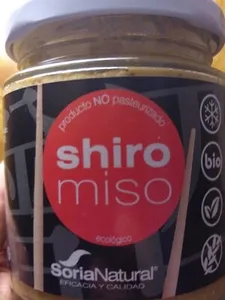 producto NO pasteurizado
shiro
miso
ecológico
bio
SoriaNatural®
EFICACIA Y CALIDAD